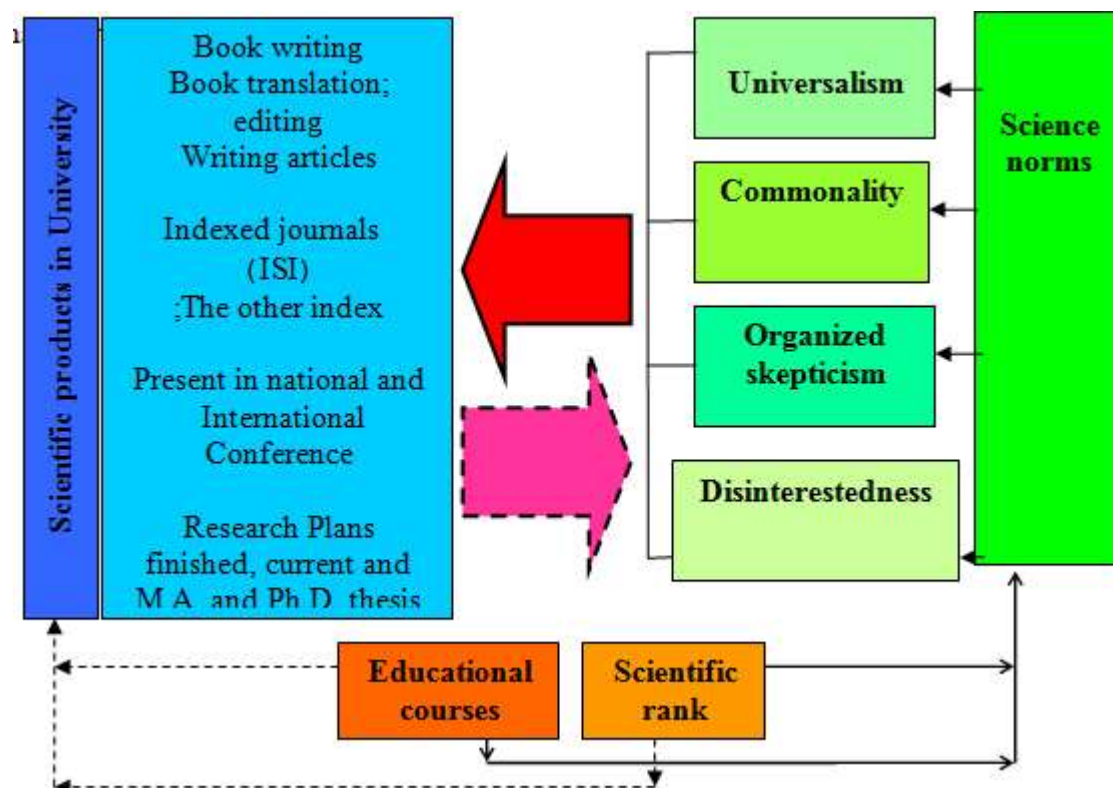 Scientific products in University
Book writing
Book translation;
editing
Writing articles
Indexed journals
(ISI)
;The other index
Present in national and
International
Conference
Research Plans
finished, current and
M.A. and Ph.D. thesis
Universalism
Commonality
Organized
skepticism
Disinterestedness
Science
norms
Educational
courses
Scientific
rank